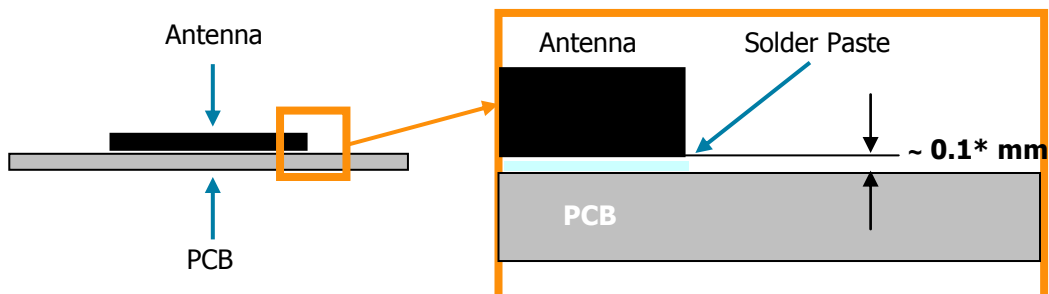 Antenna
PCB
Antenna
Solder Paste
~ 0.1* mm
PCB